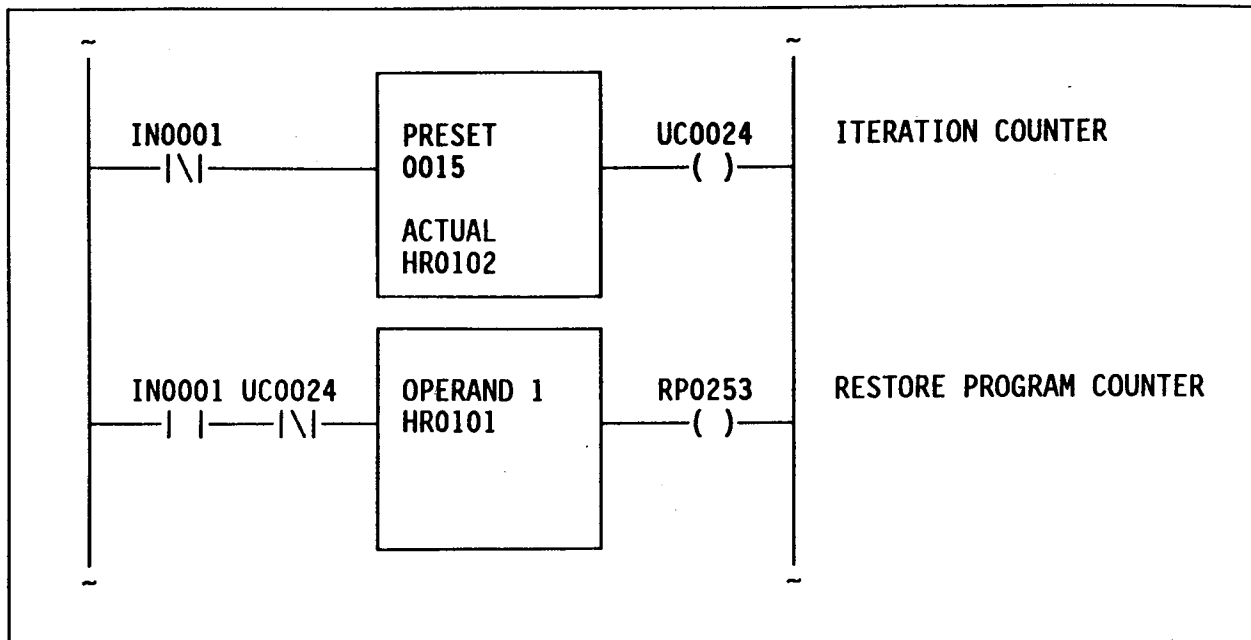 IN0001
PRESET
0015
ACTUAL
HR0102
UC0024
ITERATION COUNTER
IN0001 UC0024
OPERAND 1
HR0101
RP0253
RESTORE PROGRAM COUNTER